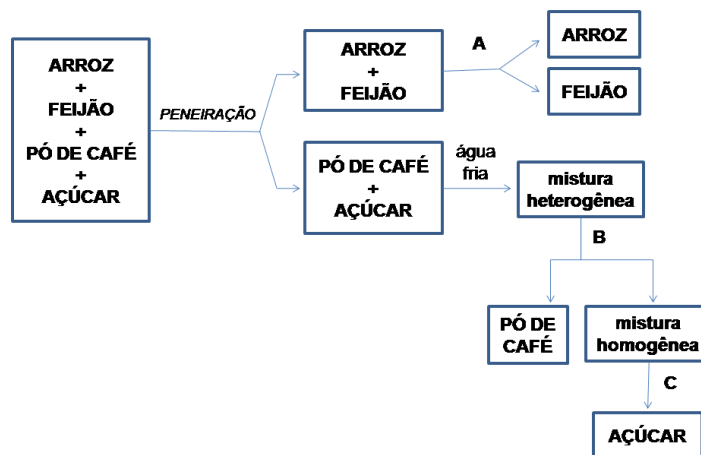 ARROZ
+
FEIJÃO
+
PÓ DE CAFÉ
+
AÇÚCAR
PENEIRAÇÃO
ARROZ
+
FEIJÃO
A
ARROZ
FEIJÃO
PÓ DE CAFÉ
+
AÇÚCAR
água
fria
mistura
heterogênea
B
PÓ DE
CAFÉ
mistura
homogênea
C
AÇÚCAR